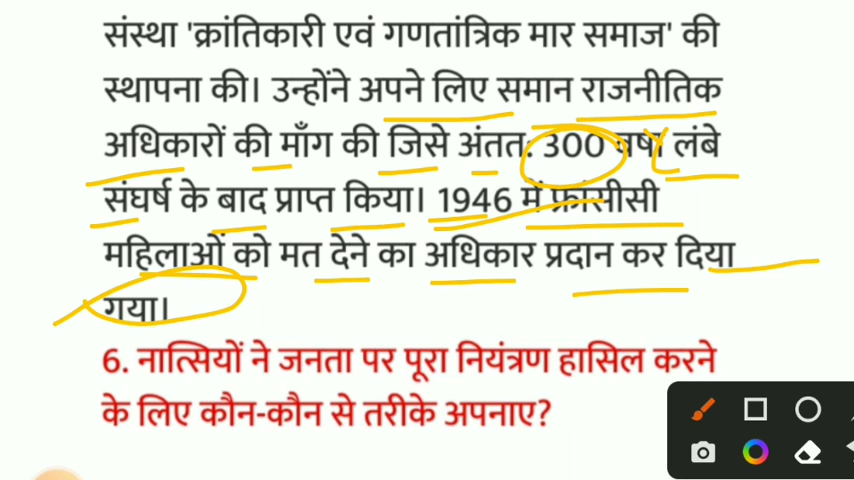 संस्था 'क्रांतिकारी एवं गणतांत्रिक मार समाज' की
स्थापना की। उन्होंने अपने लिए समान राजनीतिक
अधिकारों की माँग की जिसे अंतत: 300 वर्षों लंबे
संघर्ष के बाद प्राप्त किया। 1946 में फ्रांसीसी
महिलाओं को मत देने का अधिकार प्रदान कर दिया
गया।
6. नात्सियों ने जनता पर पूरा नियंत्रण हासिल करने
के लिए कौन-कौन से तरीके अपनाए?